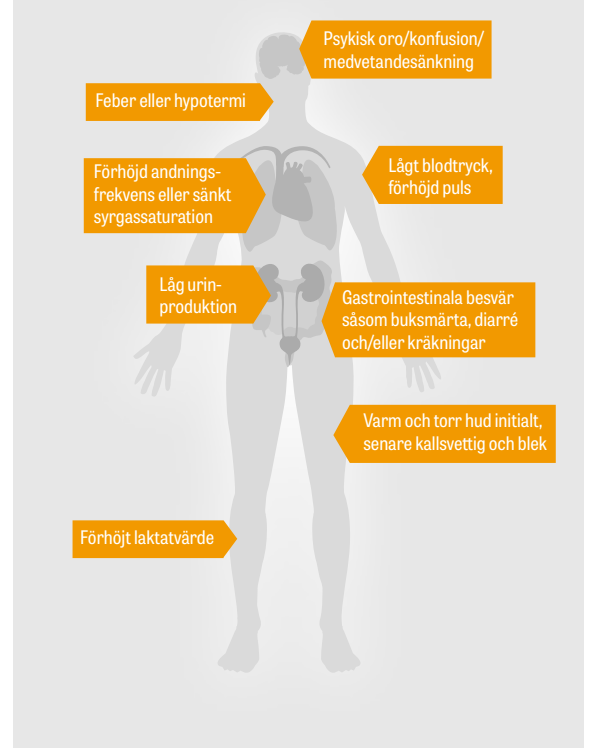 Psykisk oro/konfusion/
medvetandesänkning
Feber eller hypotermi
Förhöjd andnings-
frekvens eller sänkt
syrgassaturation
Lågt blodtryck,
förhöjd puls
Låg urin-
produktion
Gastrointestinala besvär
såsom buksmärta, diarré
och/eller kräkningar
Varm och torr hud initialt,
senare kallsvettig och blek
Förhöjt laktatvärde